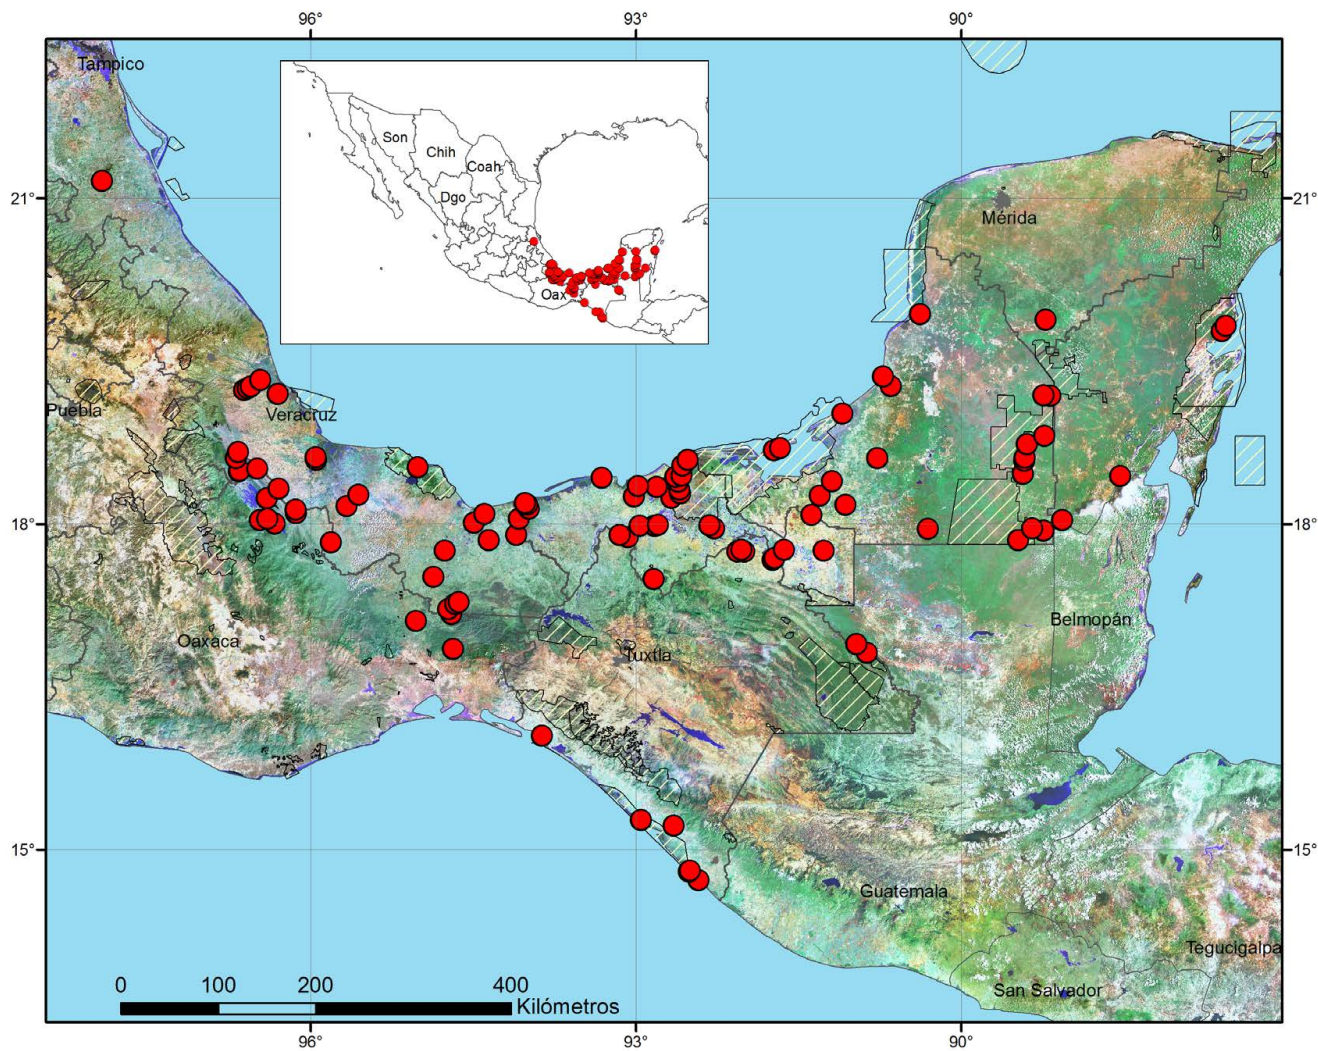 96° 93° 90°
Tampico
Son
Chih
Coah
Dgo
Oax
21° 21°
Mérida
Puebla
Veracruz
18° 18°
Belmopán
Oaxaca
Tuxtla
15° 15°
Guatemala
Tegucigalpa
San Salvador
0 100 200 400
Kilómetros
96° 93° 90°